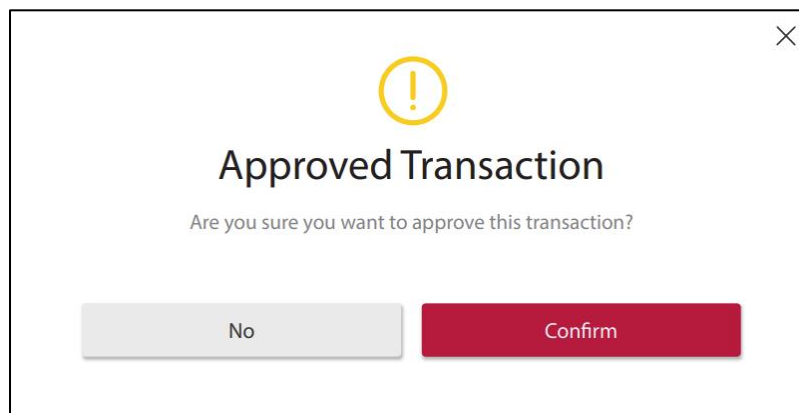 Approved Transaction
Are you sure you want to approve this transaction?
No
Confirm